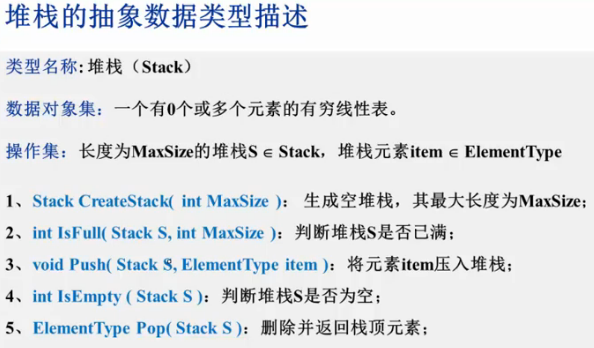 堆栈的抽象数据类型描述
类型名称: 堆栈（Stack）
数据对象集：一个有0个或多个元素的有穷线性表。
操作集：长度为MaxSize的堆栈S ∈ Stack，堆栈元素item ∈ ElementType
1、Stack CreateStack( int MaxSize )： 生成空堆栈，其最大长度为MaxSize；
2、int IsFull( Stack S, int MaxSize )：判断堆栈S是否已满；
3、void Push( Stack S, ElementType item )：将元素item压入堆栈；
4、int IsEmpty ( Stack S )：判断堆栈S是否为空；
5、ElementType Pop( Stack S )：删除并返回栈顶元素；